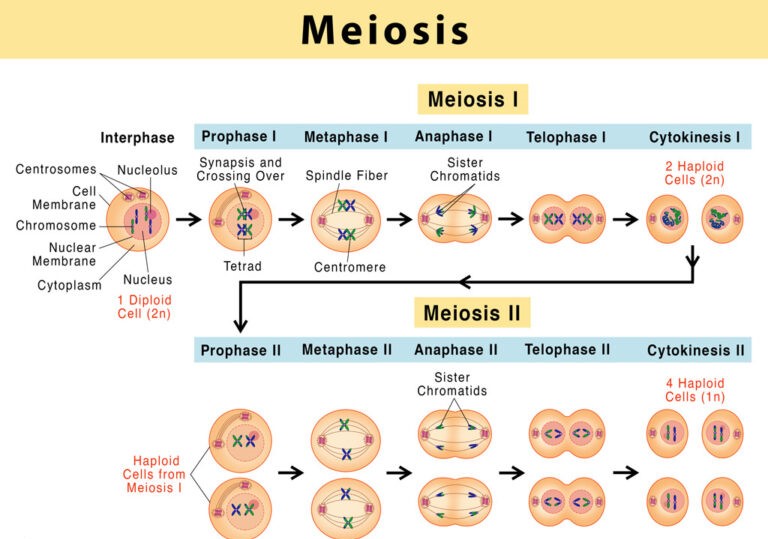 Meiosis
Meiosis I
Interphase
Prophase I
Metaphase I
Anaphase I
Telophase I
Cytokinesis I
Centrosomes
Nucleolus
Cell
Membrane
Chromosome
Nuclear
Membrane
Cytoplasm
Nucleus
1 Diploid
Cell (2n)
Synapsis and
Crossing Over
Tetrad
Spindle Fiber
Centromere
Sister
Chromatids
2 Haploid
Cells (2n)
Meiosis II
Prophase II
Metaphase II
Anaphase II
Telophase II
Cytokinesis II
Haploid
Cells from
Meiosis I
Sister
Chromatids
4 Haploid
Cells (1n)